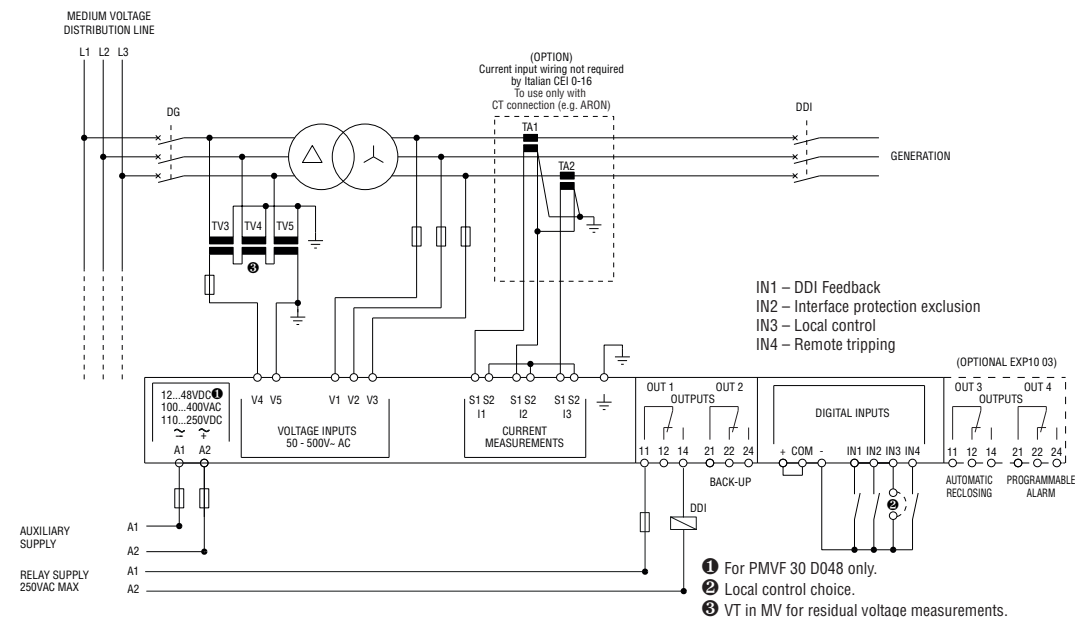 MEDIUM VOLTAGE
DISTRIBUTION LINE
L1 L2 L3
DG
(OPTION)
Current input wiring not required
by Italian CEI 0-16
To use only with
CT connection (e.g. ARON)
TA1
TA2
DDI
GENERATION
TV3 TV4 TV5
❸
IN1 – DDI Feedback
IN2 – Interface protection exclusion
IN3 – Local control
IN4 – Remote tripping
(OPTIONAL EXP10 03)
12...48VDC❶
100...400VAC
110...250VDC
~ ~
– +
A1 A2
V4 V5 V1 V2 V3
VOLTAGE INPUTS
50 - 500V~ AC
S1 S2 S1 S2 S1 S2
I1 I2 I3
CURRENT
MEASUREMENTS
OUT 1 OUT 2
OUTPUTS
11 12 14 21 22 24
BACK-UP
DIGITAL INPUTS
+ COM - IN1 IN2 IN3 IN4
OUT 3 OUT 4
OUTPUTS
11 12 14 21 22 24
AUTOMATIC
RECLOSING
PROGRAMMABLE
ALARM
❷
DDI
AUXILIARY
SUPPLY
A1
A2
RELAY SUPPLY
250VAC MAX
A1
A2
❶ For PMVF 30 D048 only.
❷ Local control choice.
❸ VT in MV for residual voltage measurements.